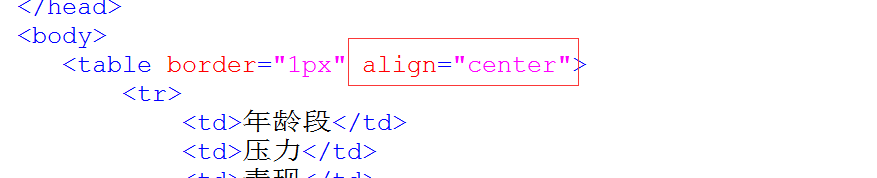 </head>
<body>
<table border="1px" align="center">
<tr>
<td>年龄段</td>
<td>压力</td>